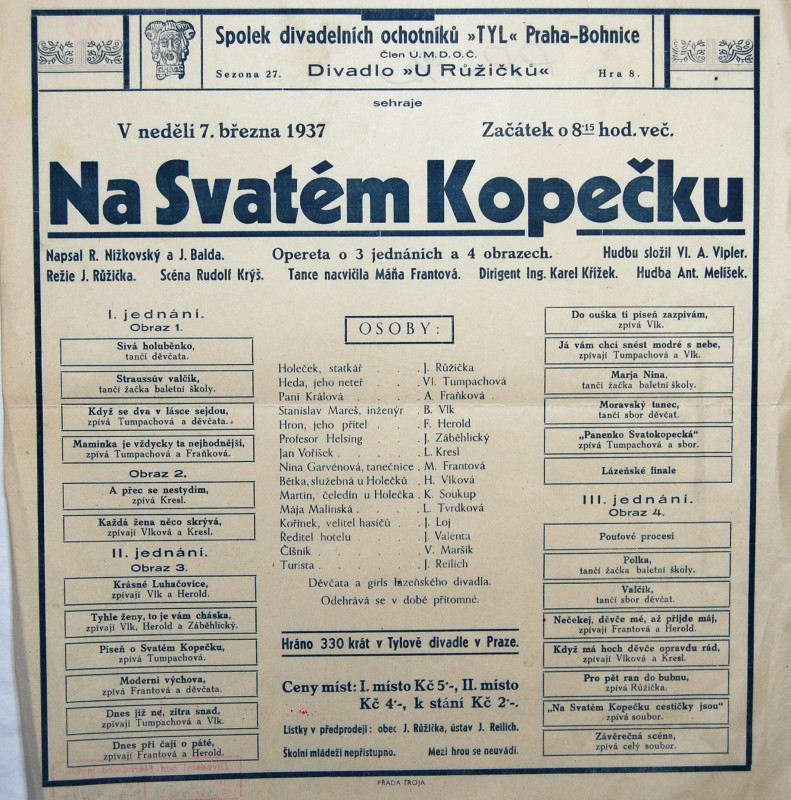 Spolek divadelních ochotníků »TYL« Praha-Bohnice
Člen Ú.M.D.O.Č.
Sezona 27. Divadlo »U Růžičků« Hra 8.
sehraje
V neděli 7. března 1937 Začátek o 8·15 hod. več.
Na Svatém Kopečku
Napsal R. Nížkovský a J. Balda. Opereta o 3 jednáních a 4 obrazech. Hudbu složil Vl. A. Vipler.
Režie J. Růžička. Scéna Rudolf Krýš. Tance nacvičila Máňa Frantová. Dirigent Ing. Karel Křížek. Hudba Ant. Melíšek.
I. jednání.
Obraz 1.
Sivá holuběnko,
tančí děvčata.
Straussův valčík,
tančí žačka baletní školy.
Když se dva v lásce sejdou,
zpívá Tumpachová a děvčata.
Maminka je vždycky ta nejhodnější,
zpívá Tumpachová a Fraňková.
Obraz 2.
A přec se nestydím,
zpívá Kresl.
Každá žena něco skrývá,
zpívají Vlková a Kresl.
II. jednání.
Obraz 3.
Krásné Luhačovice,
zpívají Vlk a Herold.
Tyhle ženy, to je vám cháska,
zpívají Vlk, Herold a Záběhlický.
Píseň o Svatém Kopečku,
zpívá Tumpachová.
Moderní výchova,
zpívá Frantová a děvčata.
Dnes již ne, zítra snad,
zpívají Tumpachová a Vlk.
Dnes při čaji o páté,
zpívají Frantová a Herold.
OSOBY:
Holeček, statkář . . . J. Růžička
Heda, jeho neteř . . . Vl. Tumpachová
Paní Králová . . . A. Fraňková
Stanislav Mareš, inženýr . B. Vlk
Hron, jeho přítel . . . F. Herold
Profesor Helsing . . . J. Záběhlický
Jan Voříšek . . . . L. Kresl
Nina Garvénová, tanečnice . M. Frantová
Bětka, služebná u Holečků . H. Vlková
Martin, čeledín u Holečka . K. Soukup
Mája Malinská . . . . L. Tvrdková
Kořínek, velitel hasičů . . J. Loj
Ředitel hotelu . . . . J. Valenta
Číšník . . . . . V. Maršík
Turista . . . . . J. Reilich
Děvčata a girls lázeňského divadla.
Odehrává se v době přítomné.
Hráno 330 krát v Tylově divadle v Praze.
Ceny míst: I. místo Kč 5·-, II. místo
Kč 4·-, k stání Kč 2·-.
Lístky v předprodeji: obec J. Růžička, ústav J. Reilich.
Školní mládeži nepřístupno. Mezi hrou se neuvádí.
Do ouška ti píseň zazpívám,
zpívá Vlk.
Já vám chci snést modré s nebe,
zpívají Tumpachová a Vlk.
Marja Nina,
tančí žačka baletní školy.
Moravský tanec,
tančí sbor děvčat.
„Panenko Svatokopecká"
zpívá Tumpachová a sbor.
Lázeňské finale
III. jednání.
Obraz 4.
Pouťové procesí
Polka,
tančí žačka baletní školy.
Valčík,
tančí sbor děvčat.
Nečekej, děvče mé, až přijde máj,
zpívají Frantová a Herold.
Když má hoch děvče opravdu rád,
zpívají Vlková a Kresl.
Pro pět ran do bubnu,
zpívá Růžička.
„Na Svatém Kopečku cestičky jsou"
zpívá soubor.
Závěrečná scéna,
zpívá celý soubor.
PŘÁDA TROJA